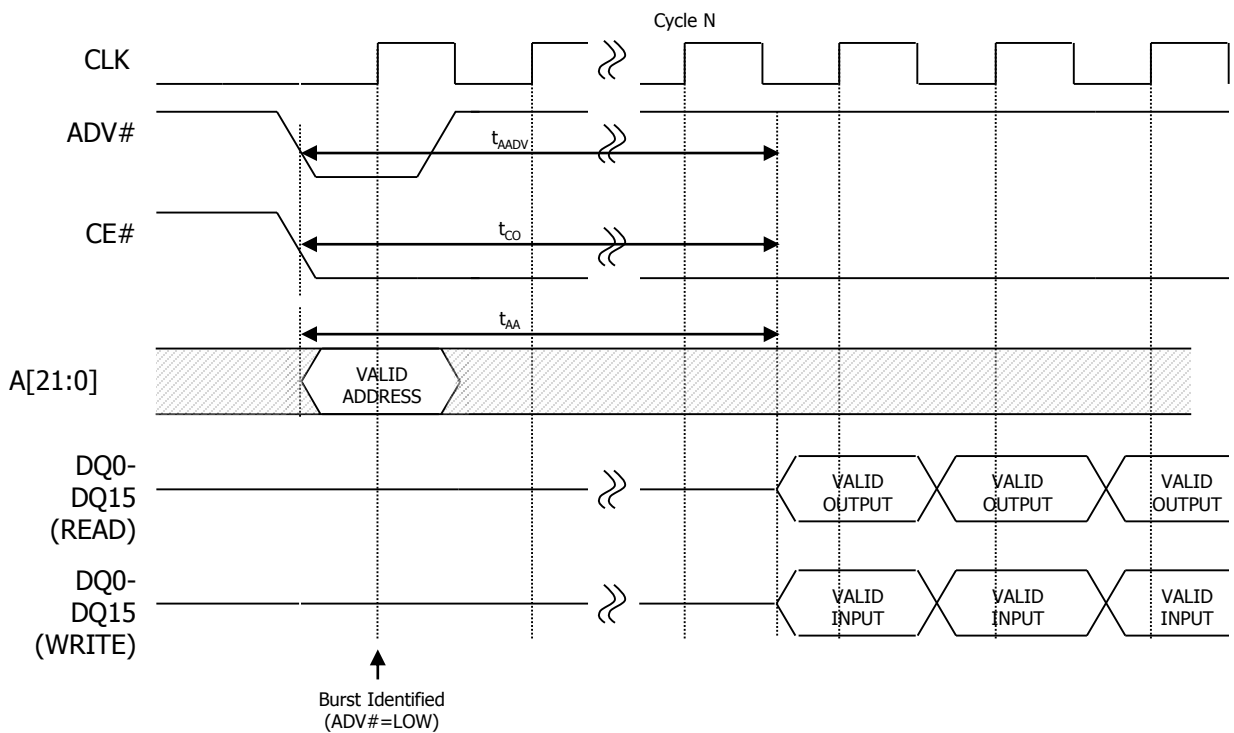 Cycle N
CLK
ADV#
tAADV
CE#
tCO
tAA
A[21:0]
VALID
ADDRESS
DQ0-
DQ15
(READ)
VALID
OUTPUT
VALID
OUTPUT
VALID
OUTPUT
DQ0-
DQ15
(WRITE)
VALID
INPUT
VALID
INPUT
VALID
INPUT
Burst Identified
(ADV#=LOW)